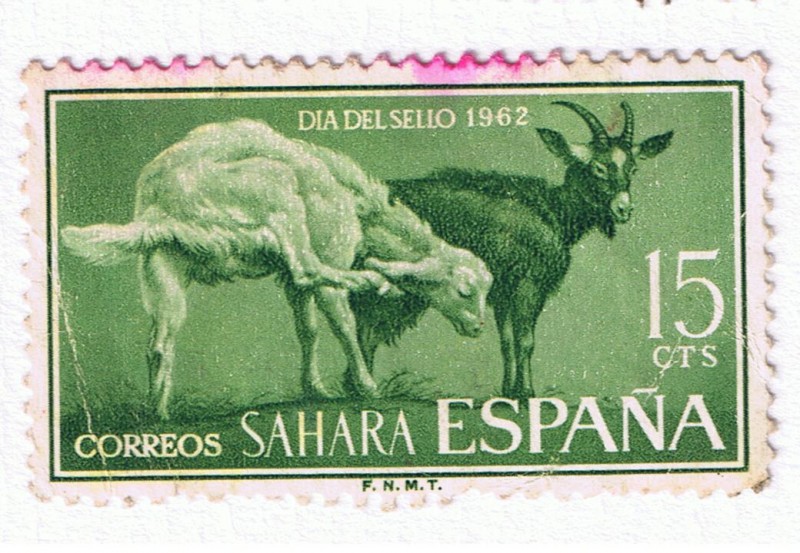 DIA DEL SELLO 1962
15
CTS
CORREOS SAHARA ESPAÑA
F. N. M. T.